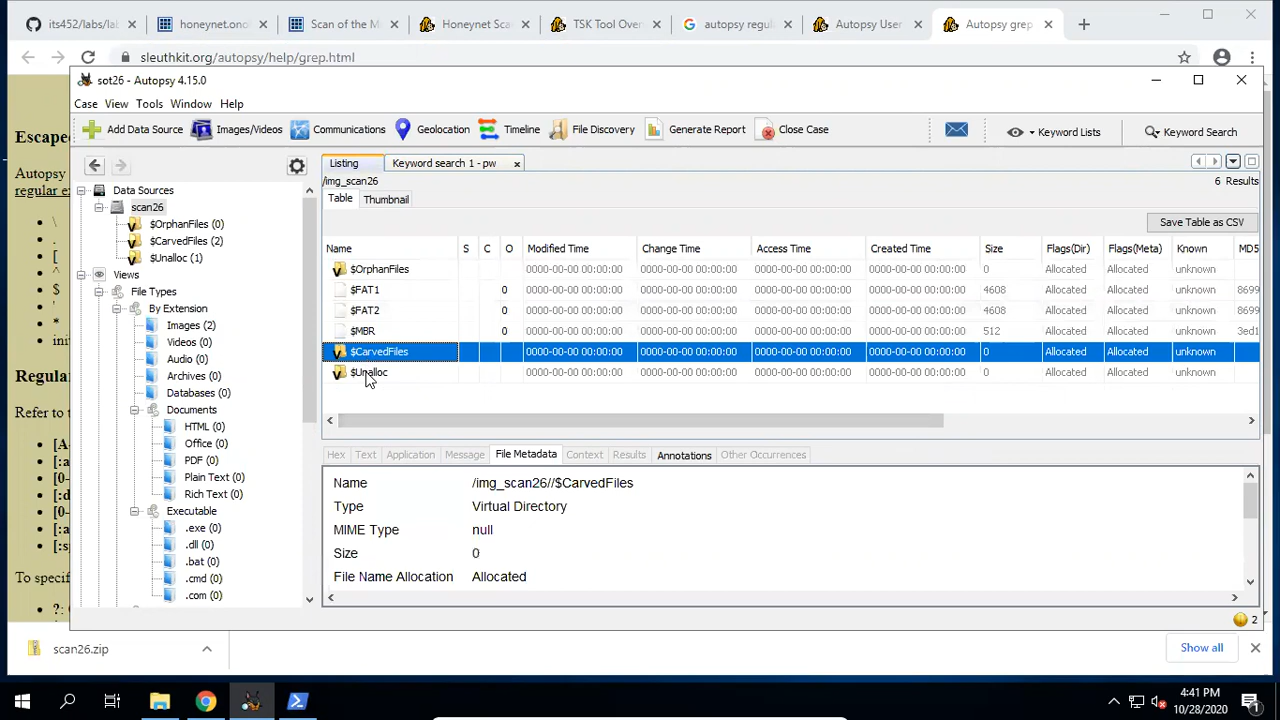 its452/labs/lal
honeynet.ono
Scan of the M
Honeynet Sca
TSK Tool Over
autopsy regul
Autopsy User
Autopsy grep
sleuthkit.org/autopsy/help/grep.html
sot26 - Autopsy 4.15.0
Case View Tools Window Help
Add Data Source Images/Videos Communications Geolocation Timeline File Discovery Generate Report Close Case Keyword Lists Keyword Search
Escape
Autopsy
regular ex
\
.
[
^
$
'
*
init
Regular
Refer to t
[A-
[:a
[0-
[:d
[0-
[:a
[:sp
To specif
?: 
Data Sources
scan26
$OrphanFiles (0)
$CarvedFiles (2)
$Unalloc (1)
Views
File Types
By Extension
Images (2)
Videos (0)
Audio (0)
Archives (0)
Databases (0)
Documents
HTML (0)
Office (0)
PDF (0)
Plain Text (0)
Rich Text (0)
Executable
.exe (0)
.dll (0)
.bat (0)
.cmd (0)
.com (0)
Listing Keyword search 1 - pw
/img_scan26 6 Results
Table Thumbnail
Save Table as CSV
Name S C O Modified Time Change Time Access Time Created Time Size Flags(Dir) Flags(Meta) Known MD5
$OrphanFiles 0000-00-00 00:00:00 0000-00-00 00:00:00 0000-00-00 00:00:00 0000-00-00 00:00:00 0 Allocated Allocated unknown
$FAT1 0 0000-00-00 00:00:00 0000-00-00 00:00:00 0000-00-00 00:00:00 0000-00-00 00:00:00 4608 Allocated Allocated unknown 8699
$FAT2 0 0000-00-00 00:00:00 0000-00-00 00:00:00 0000-00-00 00:00:00 0000-00-00 00:00:00 4608 Allocated Allocated unknown 8699
$MBR 0 0000-00-00 00:00:00 0000-00-00 00:00:00 0000-00-00 00:00:00 0000-00-00 00:00:00 512 Allocated Allocated unknown 3ed1
$CarvedFiles 0000-00-00 00:00:00 0000-00-00 00:00:00 0000-00-00 00:00:00 0000-00-00 00:00:00 0 Allocated Allocated unknown
$Unalloc 0000-00-00 00:00:00 0000-00-00 00:00:00 0000-00-00 00:00:00 0000-00-00 00:00:00 0 Allocated Allocated unknown
Hex Text Application Message File Metadata Context Results Annotations Other Occurrences
Name /img_scan26//$CarvedFiles
Type Virtual Directory
MIME Type null
Size 0
File Name Allocation Allocated
2
scan26.zip
Show all
4:41 PM
10/28/2020
1